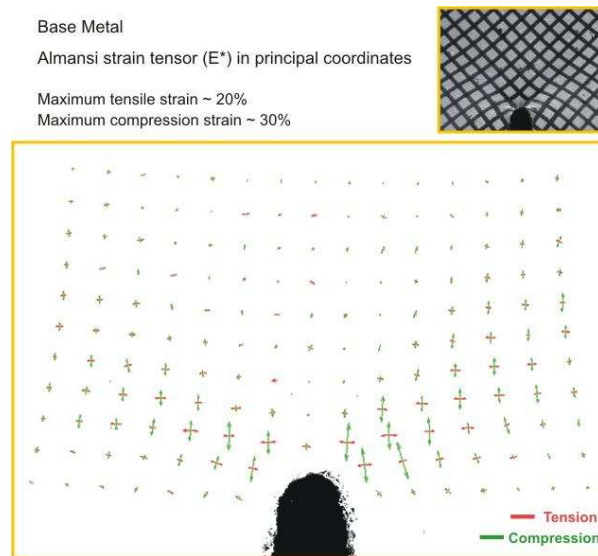 Base Metal
Almansi strain tensor (E*) in principal coordinates
Maximum tensile strain ~ 20%
Maximum compression strain ~ 30%
Tension
Compression